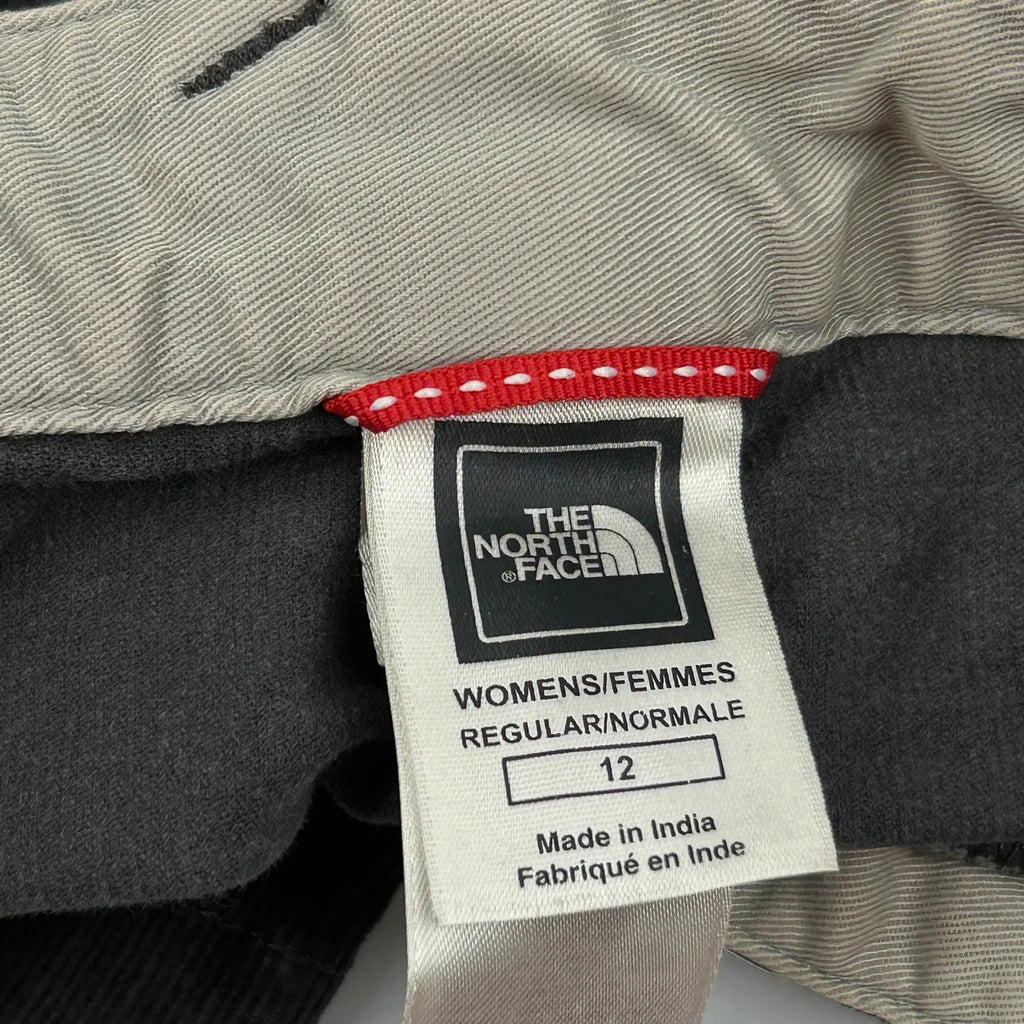 THE
NORTH
®FACE
WOMENS/FEMMES
REGULAR/NORMALE
12
Made in India
Fabriqué en Inde